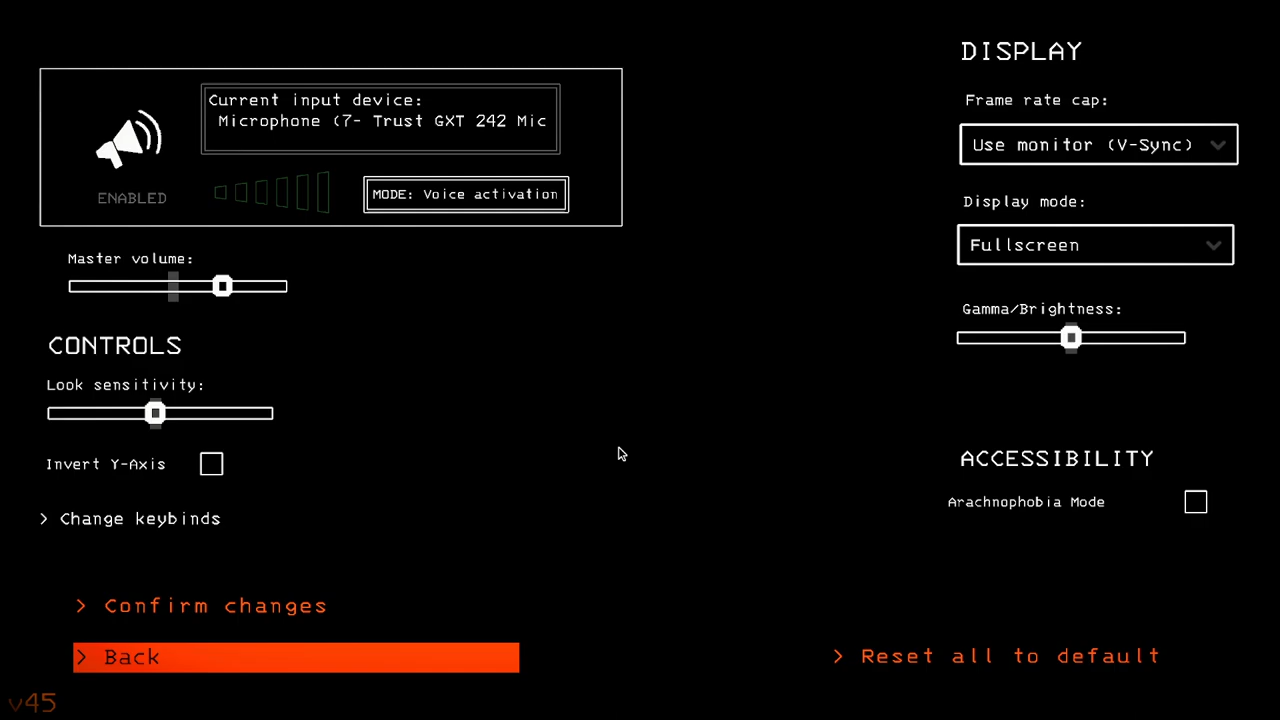 Current input device:
Microphone (7- Trust GXT 242 Mic
ENABLED
MODE: Voice activation
Master volume:
CONTROLS
Look sensitivity:
Invert Y-Axis
> Change keybinds
> Confirm changes
> Back
v45
DISPLAY
Frame rate cap:
Use monitor (V-Sync)
Display mode:
Fullscreen
Gamma/Brightness:
ACCESSIBILITY
Arachnophobia Mode
> Reset all to default